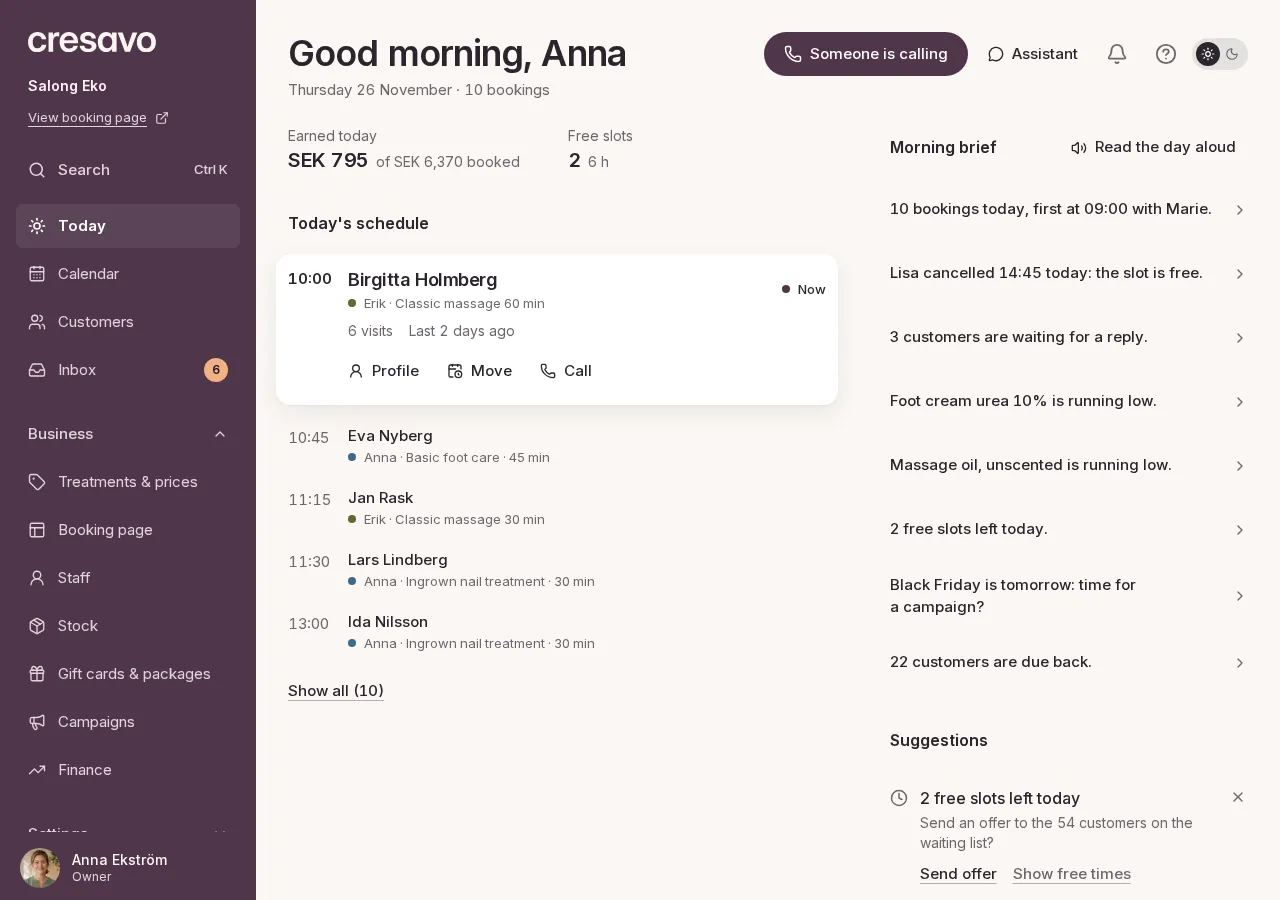 cresavo
Salong Eko
View booking page
Search Ctrl K
Today
Calendar
Customers
Inbox 6
Business
Treatments & prices
Booking page
Staff
Stock
Gift cards & packages
Campaigns
Finance
Settings
Anna Ekström
Owner
Good morning, Anna
Thursday 26 November · 10 bookings
Someone is calling
Assistant
Earned today
SEK 795 of SEK 6,370 booked
Free slots
2 6 h
Today's schedule
10:00 Birgitta Holmberg
Erik · Classic massage 60 min
6 visits Last 2 days ago
Now
Profile Move Call
10:45 Eva Nyberg
Anna · Basic foot care · 45 min
11:15 Jan Rask
Erik · Classic massage 30 min
11:30 Lars Lindberg
Anna · Ingrown nail treatment · 30 min
13:00 Ida Nilsson
Anna · Ingrown nail treatment · 30 min
Show all (10)
Morning brief Read the day aloud
10 bookings today, first at 09:00 with Marie.
Lisa cancelled 14:45 today: the slot is free.
3 customers are waiting for a reply.
Foot cream urea 10% is running low.
Massage oil, unscented is running low.
2 free slots left today.
Black Friday is tomorrow: time for
a campaign?
22 customers are due back.
Suggestions
2 free slots left today
Send an offer to the 54 customers on the
waiting list?
Send offer Show free times